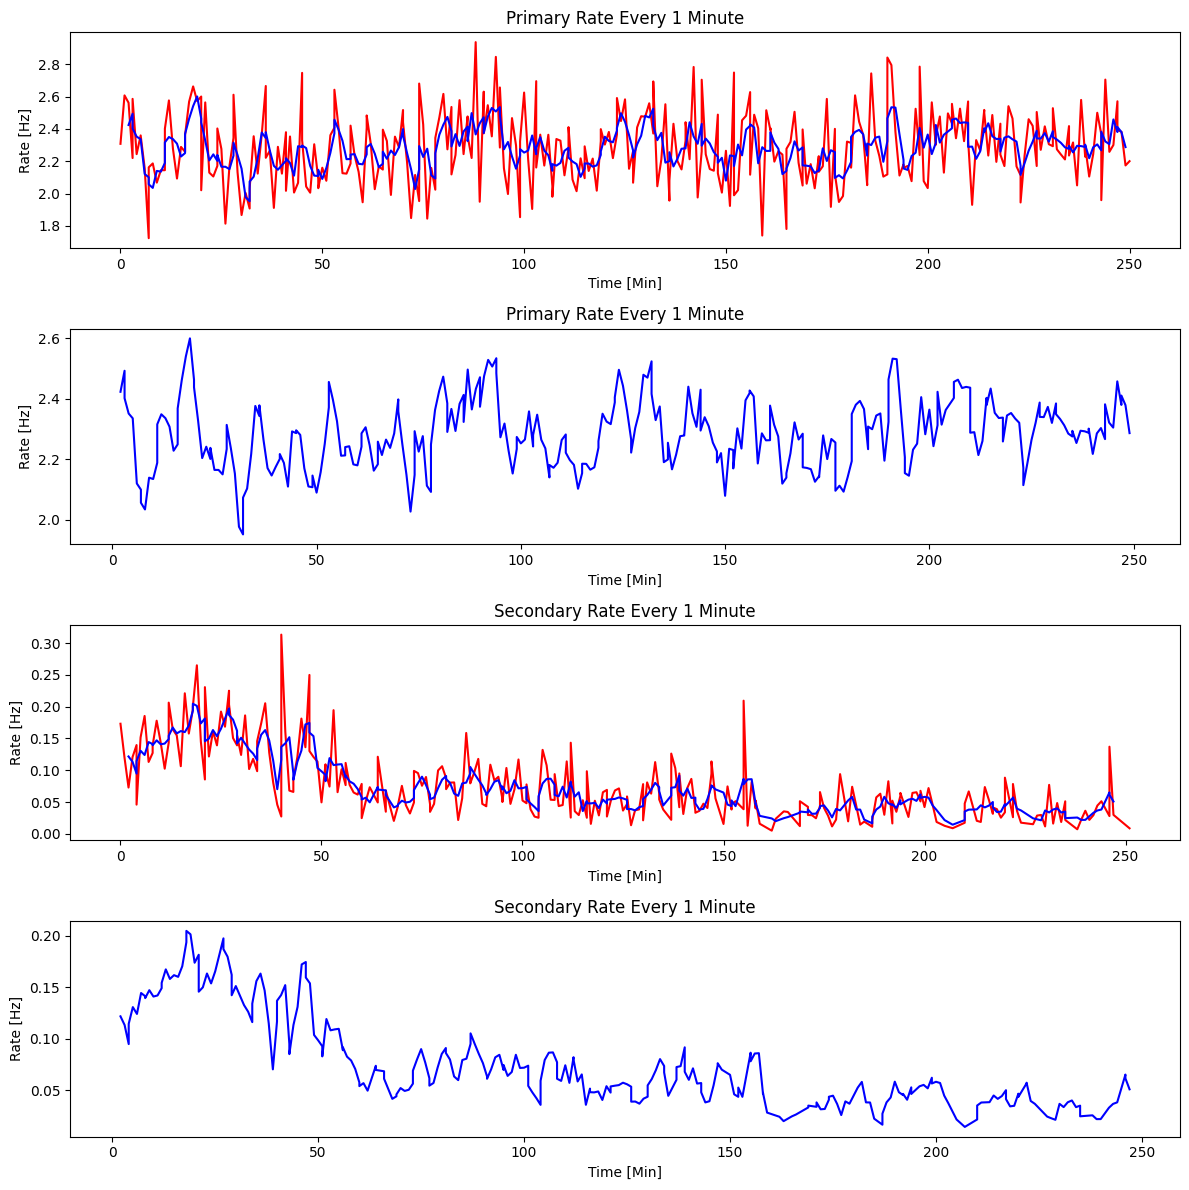 Primary Rate Every 1 Minute
Rate [Hz]
2.8
2.6
2.4
2.2
2.0
1.8
0 50 100 150 200 250
Time [Min]
Primary Rate Every 1 Minute
Rate [Hz]
2.6
2.4
2.2
2.0
0 50 100 150 200 250
Time [Min]
Secondary Rate Every 1 Minute
Rate [Hz]
0.30
0.25
0.20
0.15
0.10
0.05
0.00
0 50 100 150 200 250
Time [Min]
Secondary Rate Every 1 Minute
Rate [Hz]
0.20
0.15
0.10
0.05
0 50 100 150 200 250
Time [Min]